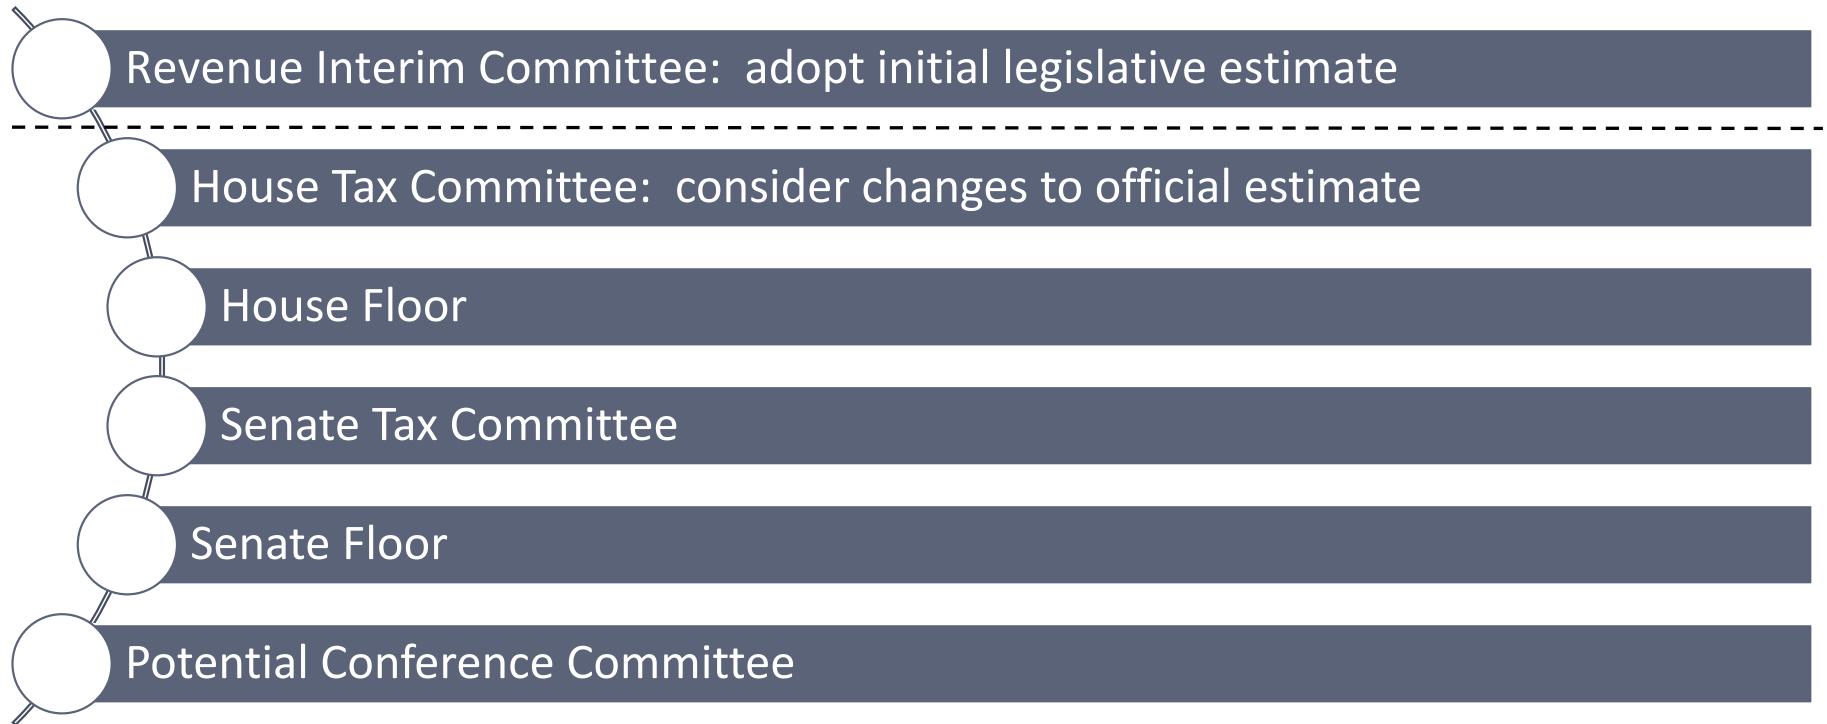 Revenue Interim Committee:  adopt initial legislative estimate
House Tax Committee:  consider changes to official estimate
House Floor
Senate Tax Committee
Senate Floor
Potential Conference Committee